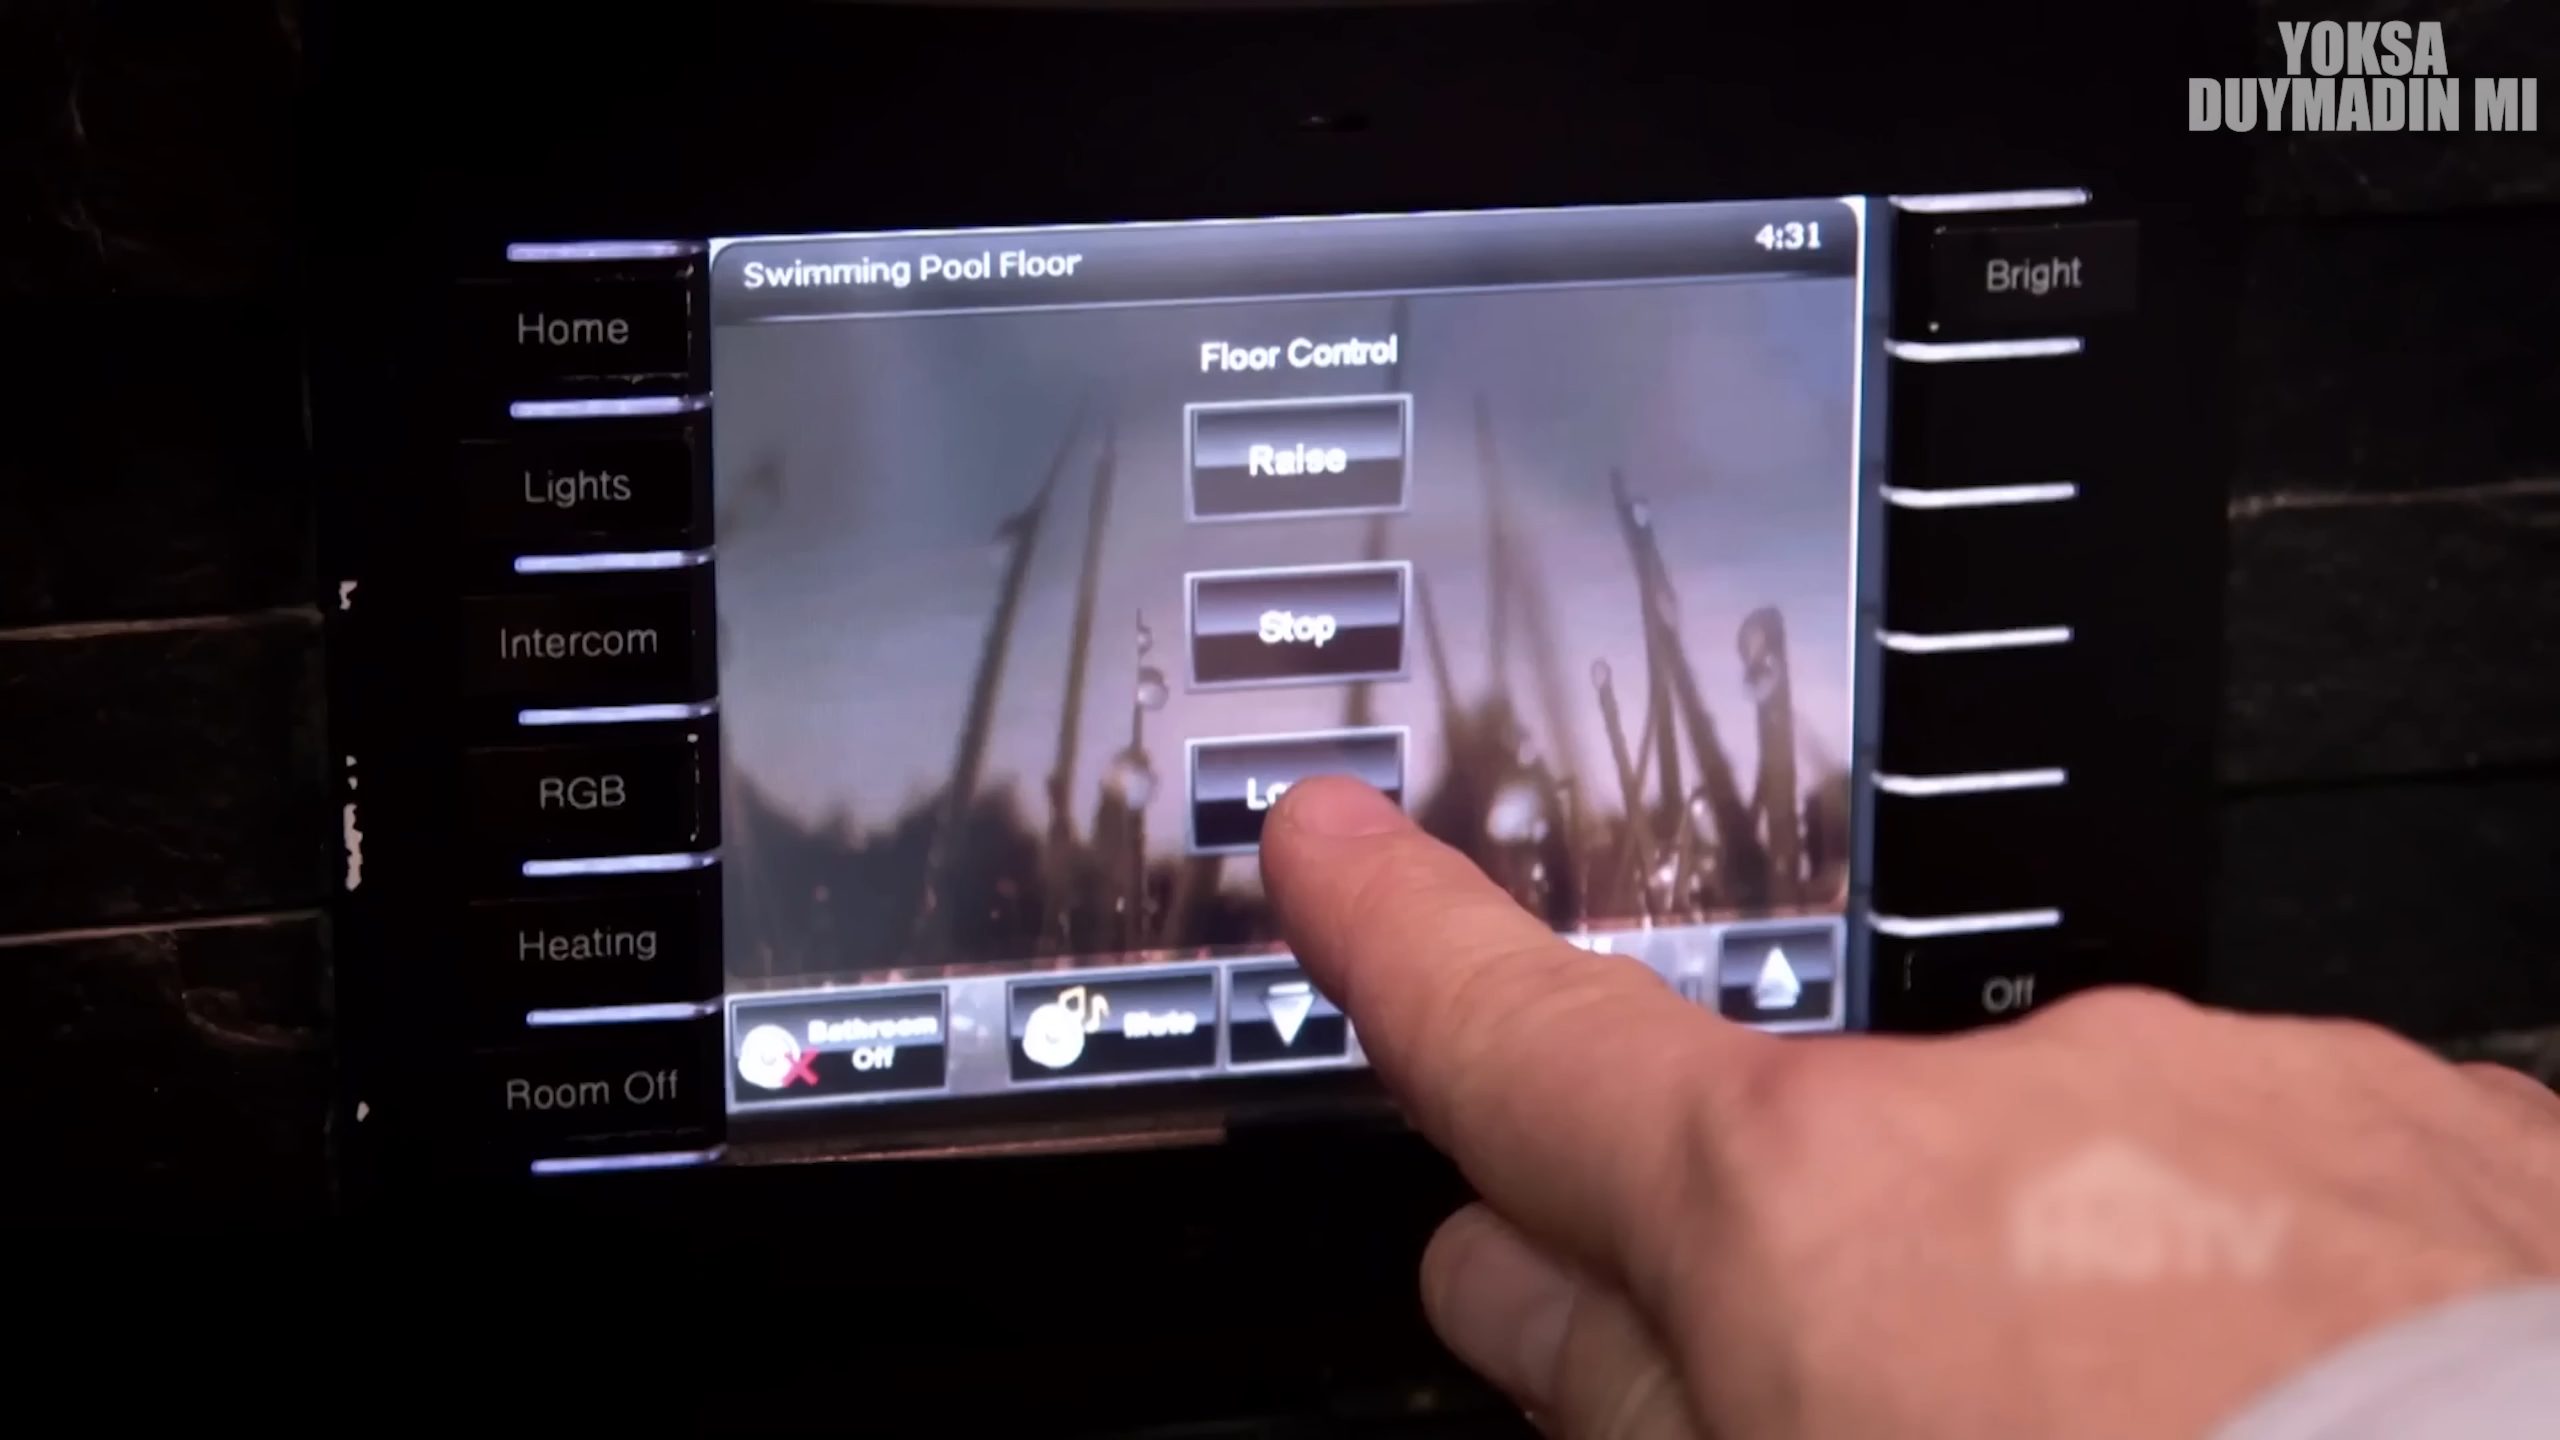 YOKSA
DUYMADIN MI
Swimming Pool Floor
4:31
Bright
Home
Floor Control
Raise
Lights
Stop
Intercom
RGB
Heating
Off
Bathroom
Off
Mute
Room Off
HGTV